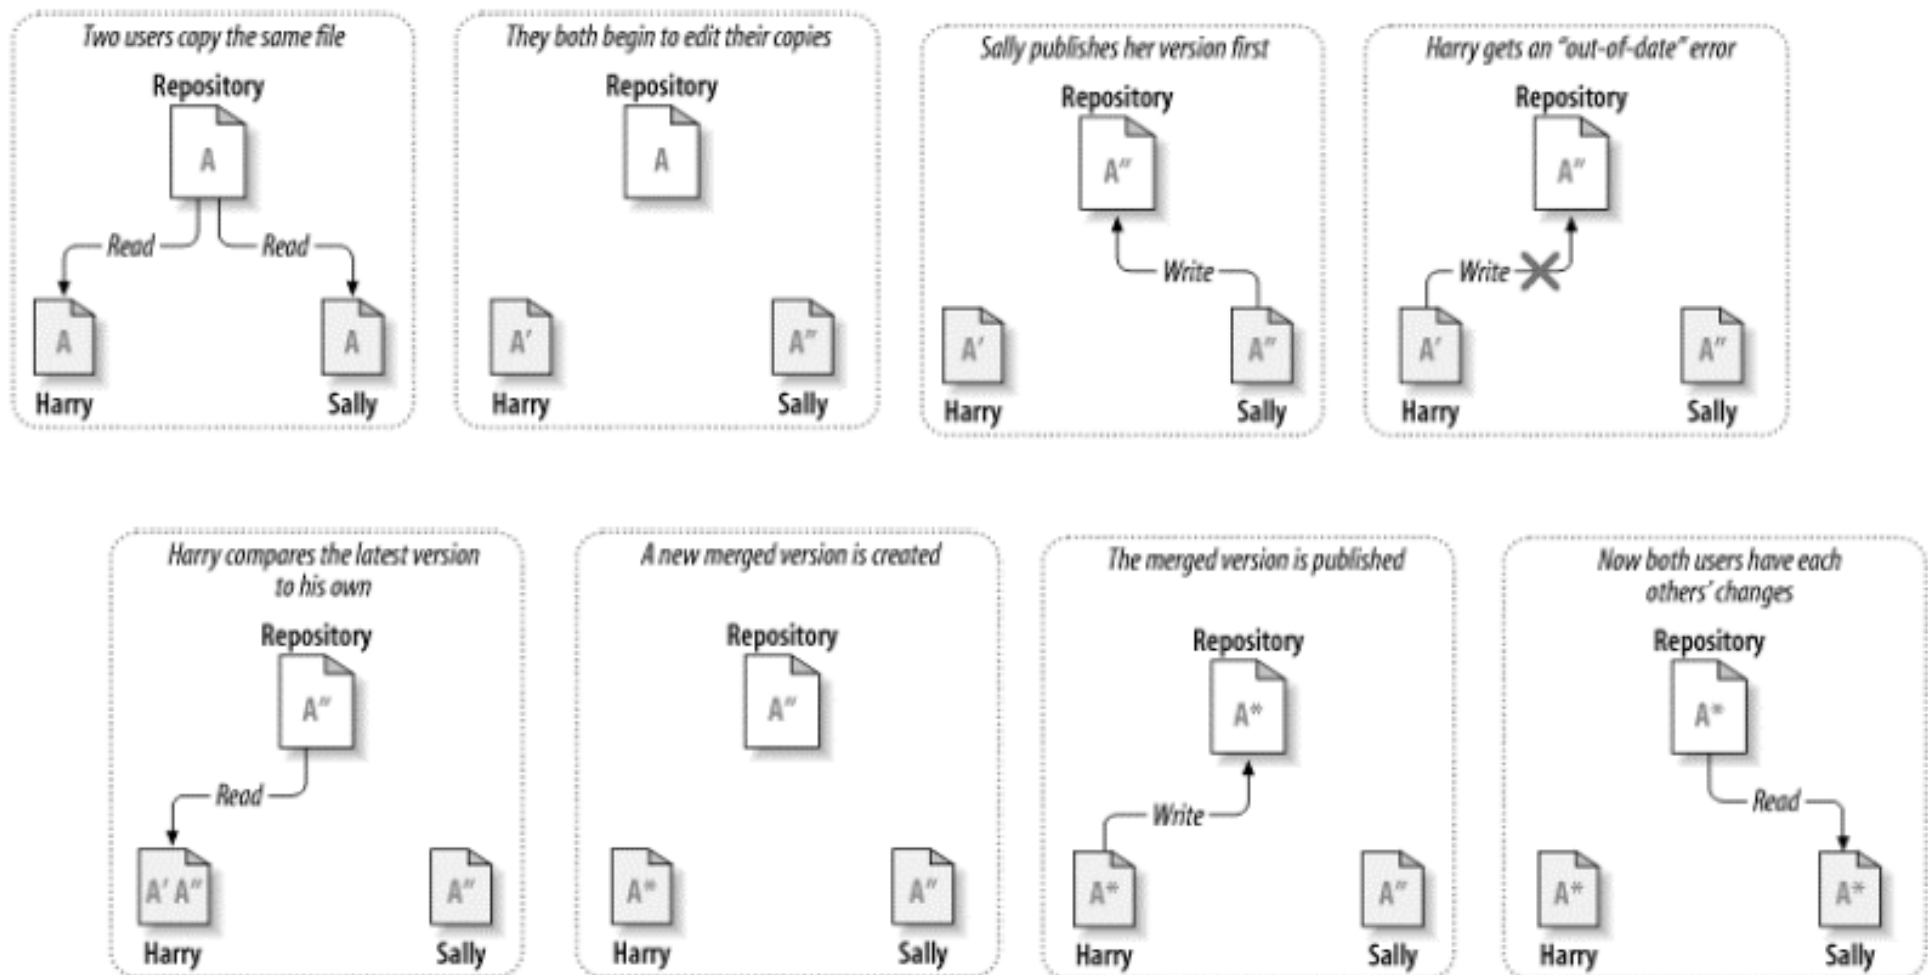 Two users copy the same file
Repository
A
Read
Read
A
A
Harry
Sally
They both begin to edit their copies
Repository
A
A′
A″
Harry
Sally
Sally publishes her version first
Repository
A″
Write
A′
A″
Harry
Sally
Harry gets an “out-of-date” error
Repository
A″
Write
A′
A″
Harry
Sally
Harry compares the latest version
to his own
Repository
A″
Read
A′ A″
A″
Harry
Sally
A new merged version is created
Repository
A″
A*
A″
Harry
Sally
The merged version is published
Repository
A*
Write
A*
A″
Harry
Sally
Now both users have each
others’ changes
Repository
A*
Read
A*
A*
Harry
Sally